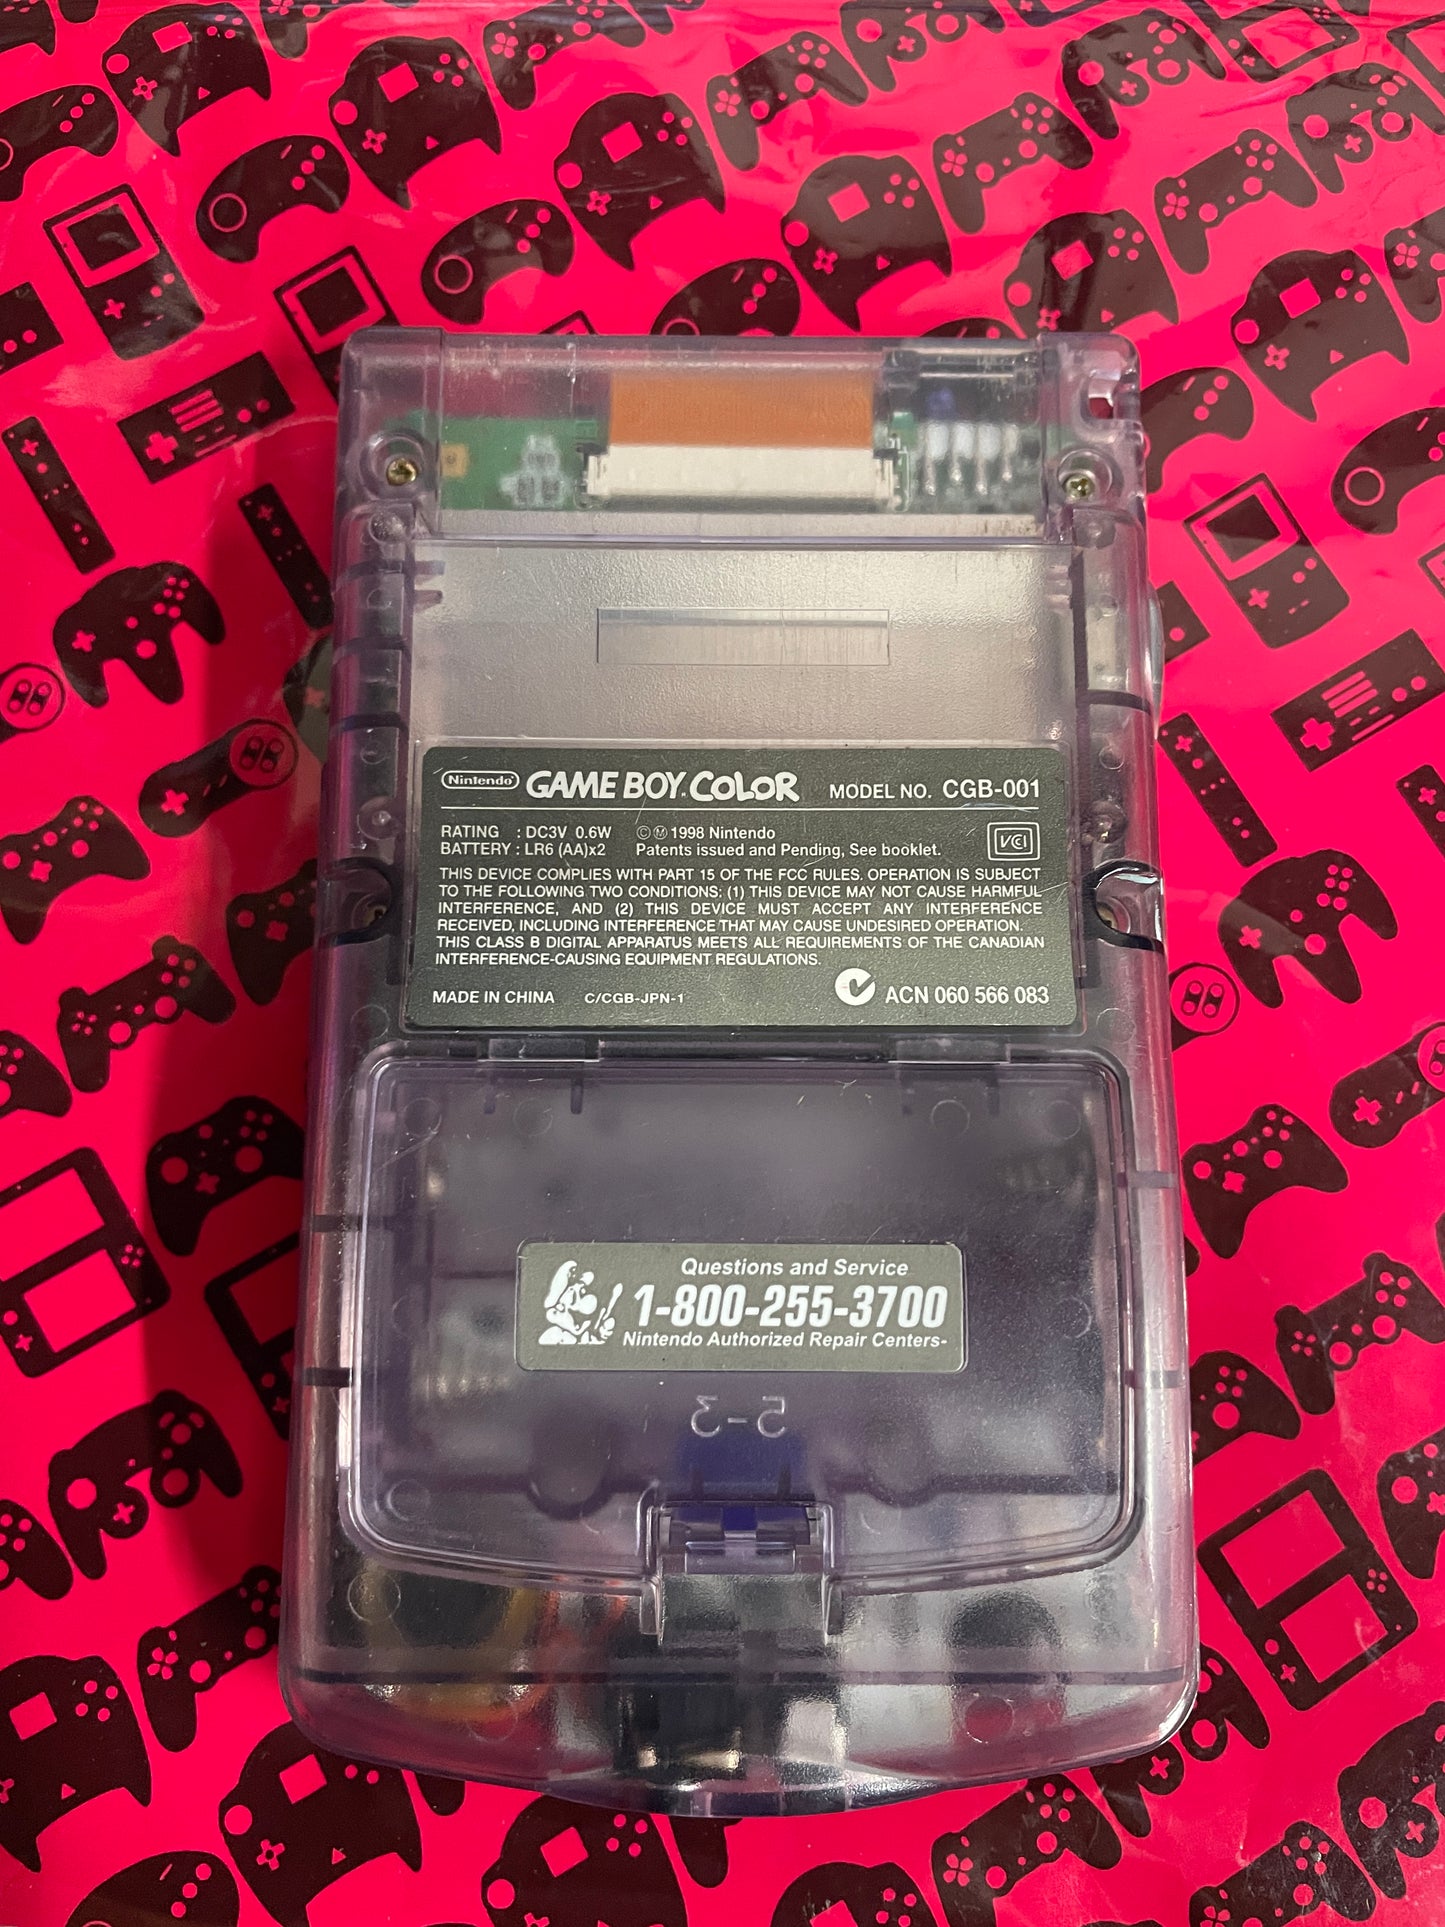 Nintendo GAME BOY COLOR MODEL NO. CGB-001
RATING : DC3V 0.6W ©Ⓜ 1998 Nintendo
BATTERY : LR6 (AA)x2 Patents issued and Pending, See booklet.
VCI
THIS DEVICE COMPLIES WITH PART 15 OF THE FCC RULES. OPERATION IS SUBJECT
TO THE FOLLOWING TWO CONDITIONS: (1) THIS DEVICE MAY NOT CAUSE HARMFUL
INTERFERENCE, AND (2) THIS DEVICE MUST ACCEPT ANY INTERFERENCE
RECEIVED, INCLUDING INTERFERENCE THAT MAY CAUSE UNDESIRED OPERATION.
THIS CLASS B DIGITAL APPARATUS MEETS ALL REQUIREMENTS OF THE CANADIAN
INTERFERENCE-CAUSING EQUIPMENT REGULATIONS.
MADE IN CHINA C/CGB-JPN-1 ACN 060 566 083
Questions and Service
1-800-255-3700
Nintendo Authorized Repair Centers-
5-3